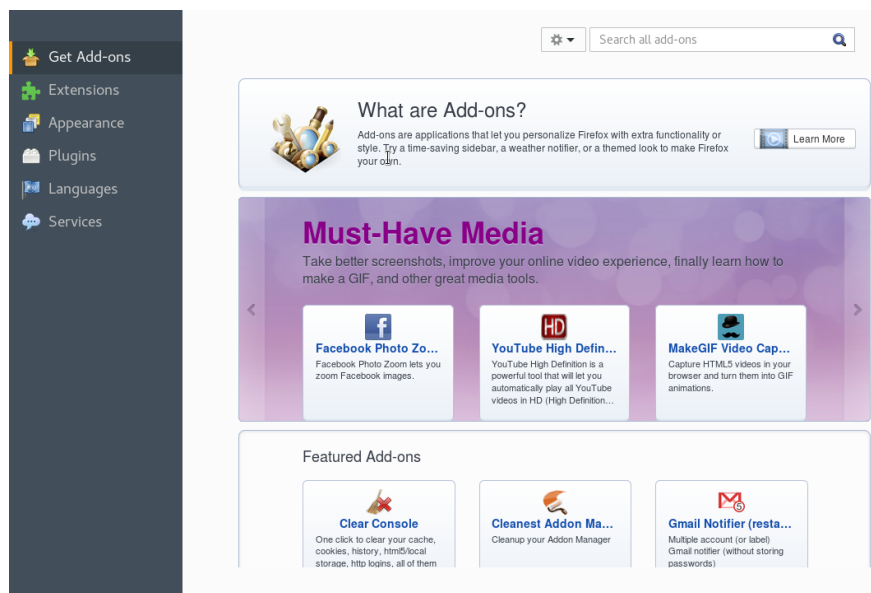 Search all add-ons
Get Add-ons
Extensions
Appearance
Plugins
Languages
Services
What are Add-ons?
Add-ons are applications that let you personalize Firefox with extra functionality or
style. Try a time-saving sidebar, a weather notifier, or a themed look to make Firefox
your own.
Learn More
Must-Have Media
Take better screenshots, improve your online video experience, finally learn how to
make a GIF, and other great media tools.
Facebook Photo Zo...
Facebook Photo Zoom lets you
zoom Facebook images.
HD
YouTube High Defin...
YouTube High Definition is a
powerful tool that will let you
automatically play all YouTube
videos in HD (High Definition...
MakeGIF Video Cap...
Capture HTML5 videos in your
browser and turn them into GIF
animations.
Featured Add-ons
Clear Console
One click to clear your cache,
cookies, history, html5/local
storage, http logins, all of them
Cleanest Addon Ma...
Cleanup your Addon Manager
5
Gmail Notifier (resta...
Multiple account (or label)
Gmail notifier (without storing
passwords)